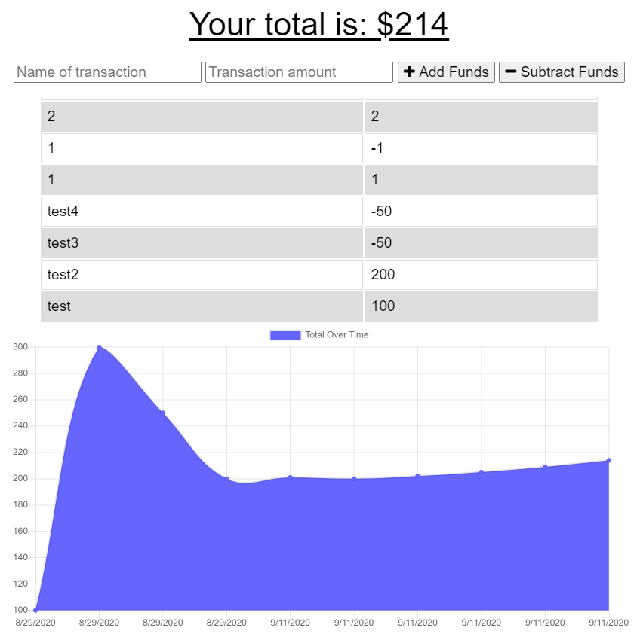 Your total is: $214
Name of transaction Transaction amount + Add Funds − Subtract Funds
2 2
1 -1
1 1
test4 -50
test3 -50
test2 200
test 100
Total Over Time
300
280
260
240
220
200
180
160
140
120
100
8/29/2020 8/29/2020 8/29/2020 8/29/2020 9/11/2020 9/11/2020 9/11/2020 9/11/2020 9/11/2020 9/11/2020